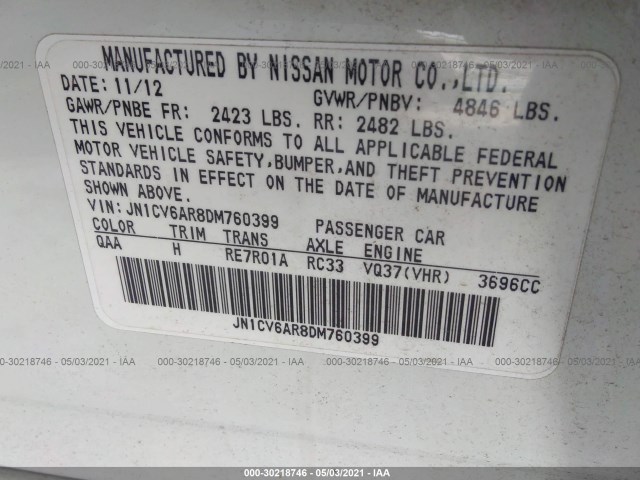 MANUFACTURED BY NISSAN MOTOR CO.,LTD.
DATE: 11/12 GVWR/PNBV: 4846 LBS.
GAWR/PNBE FR: 2423 LBS. RR: 2482 LBS.
THIS VEHICLE CONFORMS TO ALL APPLICABLE FEDERAL
MOTOR VEHICLE SAFETY,BUMPER,AND THEFT PREVENTION
STANDARDS IN EFFECT ON THE DATE OF MANUFACTURE
SHOWN ABOVE.
VIN: JN1CV6AR8DM760399 PASSENGER CAR
COLOR TRIM TRANS AXLE ENGINE
QAA H RE7R01A RC33 VQ37(VHR) 3696CC
JN1CV6AR8DM760399
000-30218746 - 05/03/2021 - IAA